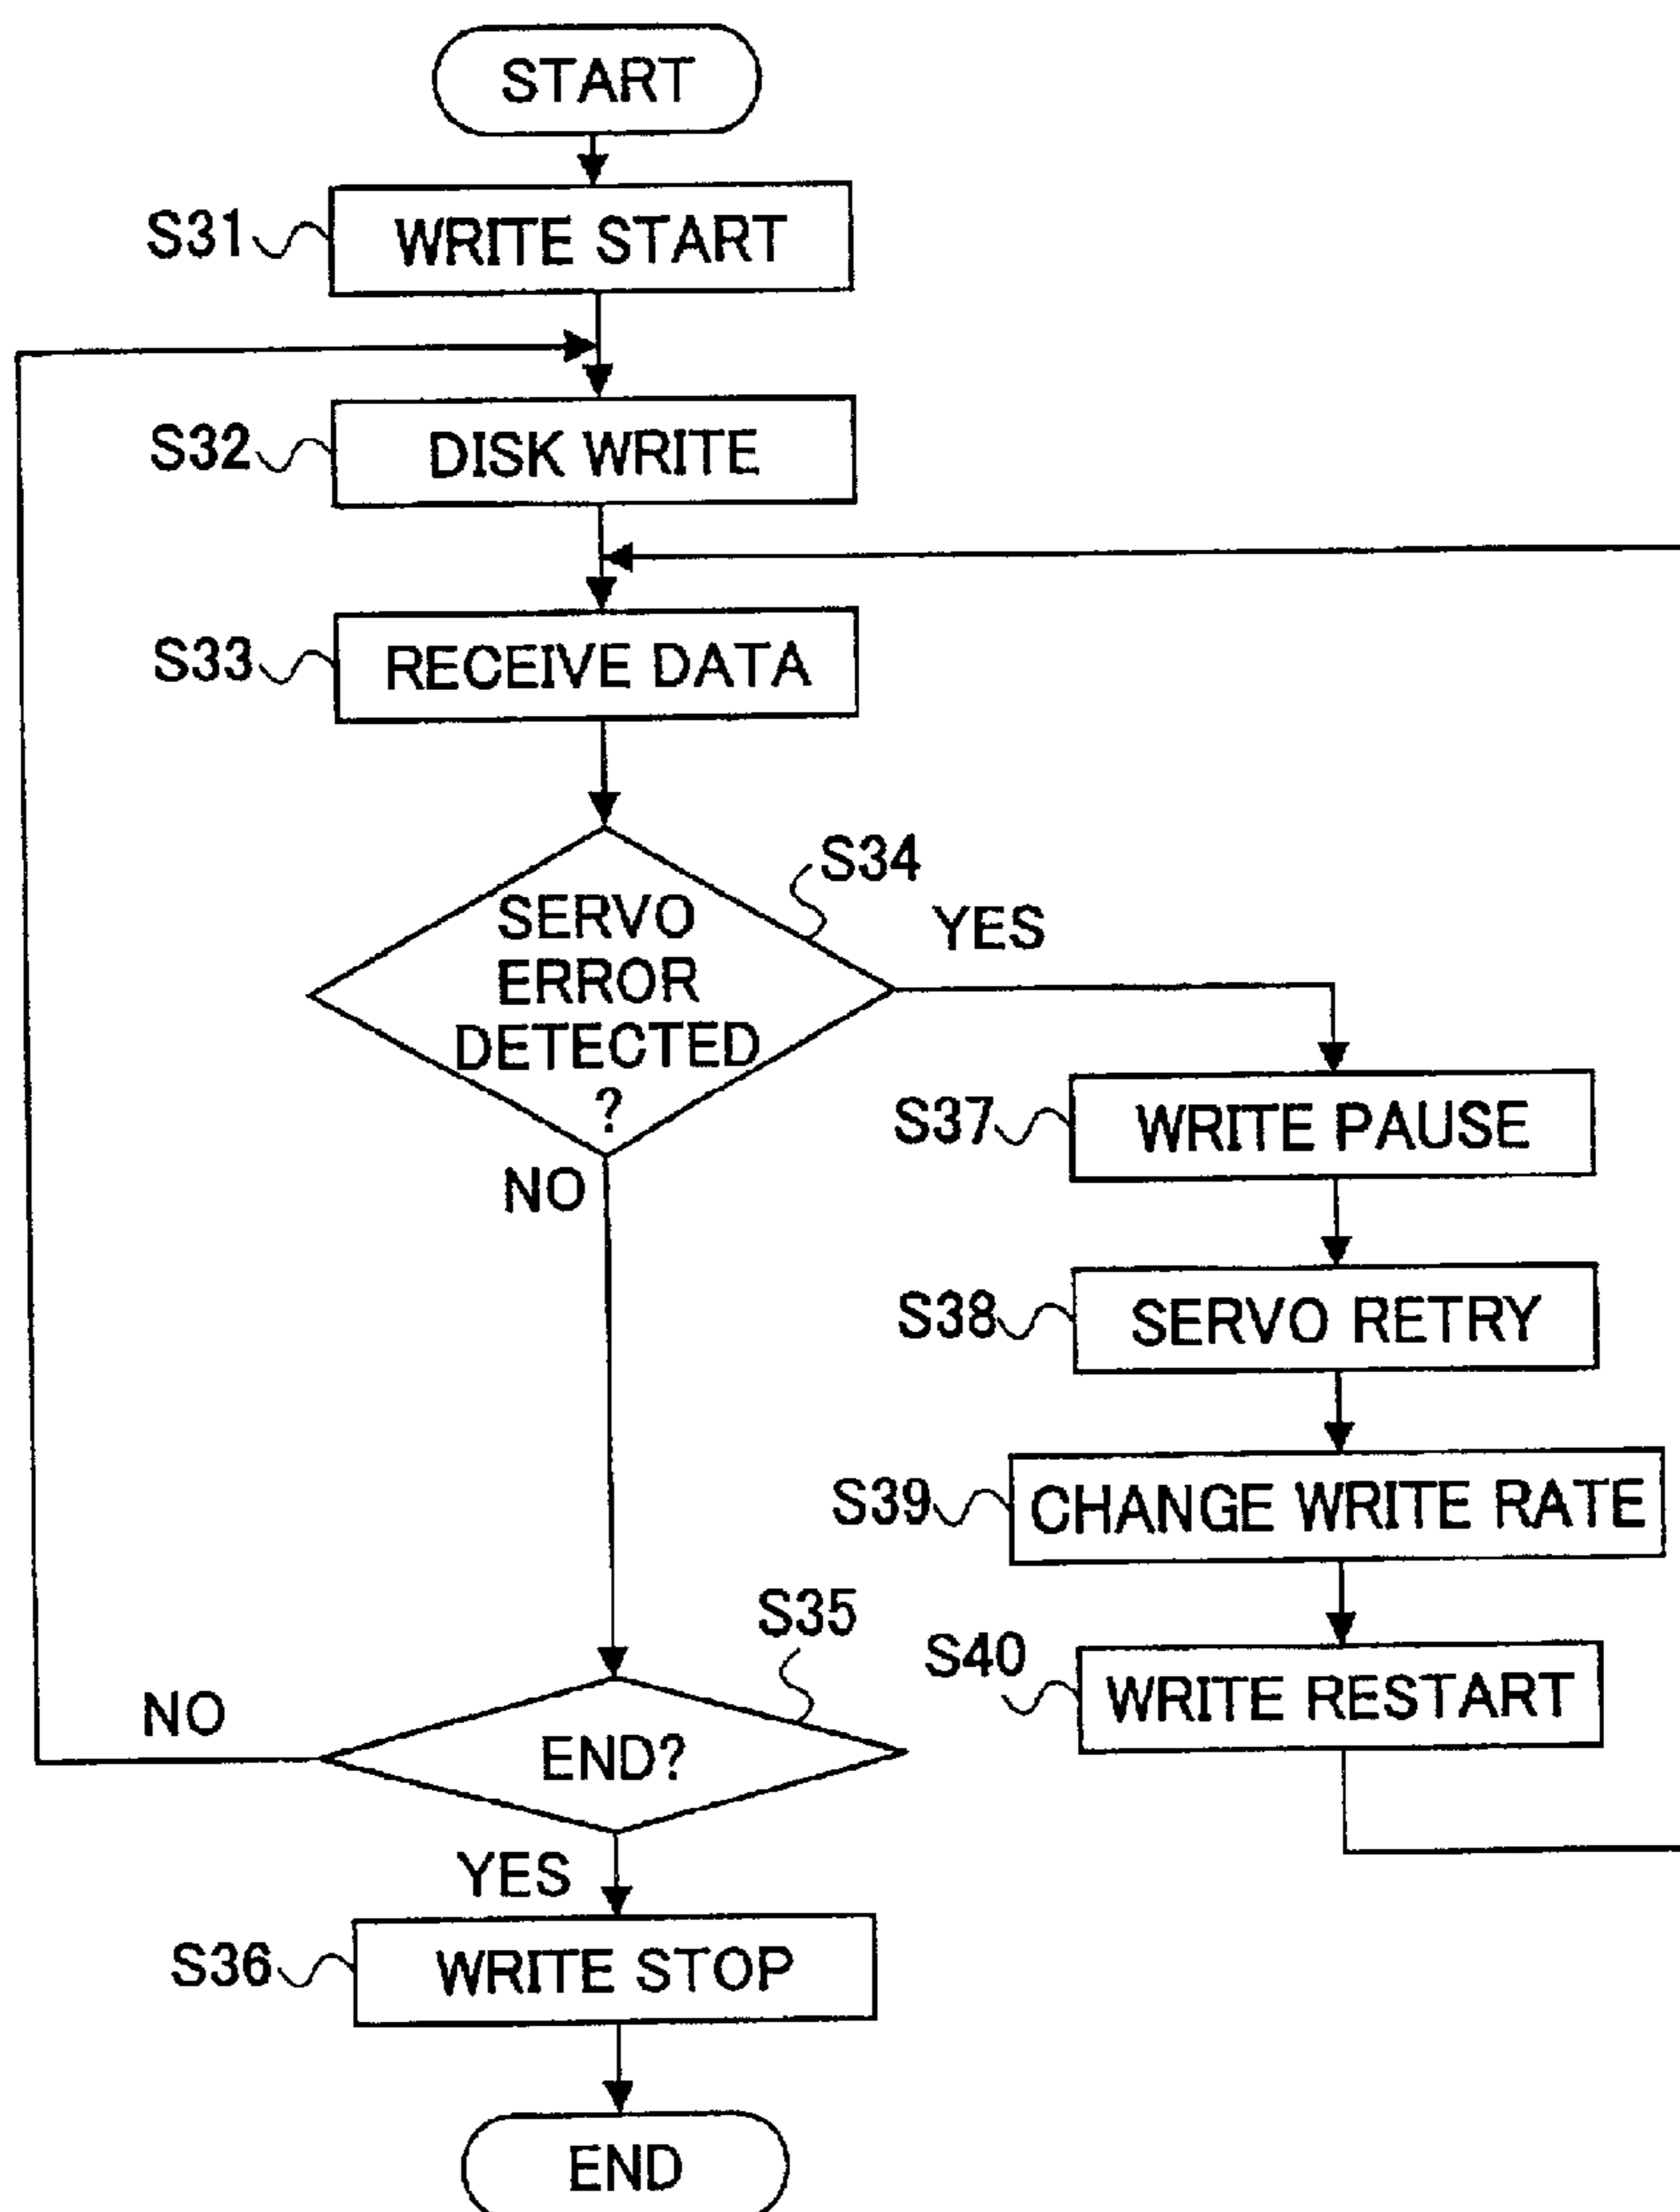 START
S31
WRITE START
S32
DISK WRITE
S33
RECEIVE DATA
S34
SERVO
ERROR
DETECTED
?
YES
NO
S37
WRITE PAUSE
S38
SERVO RETRY
S39
CHANGE WRITE RATE
S40
WRITE RESTART
S35
END?
NO
YES
S36
WRITE STOP
END